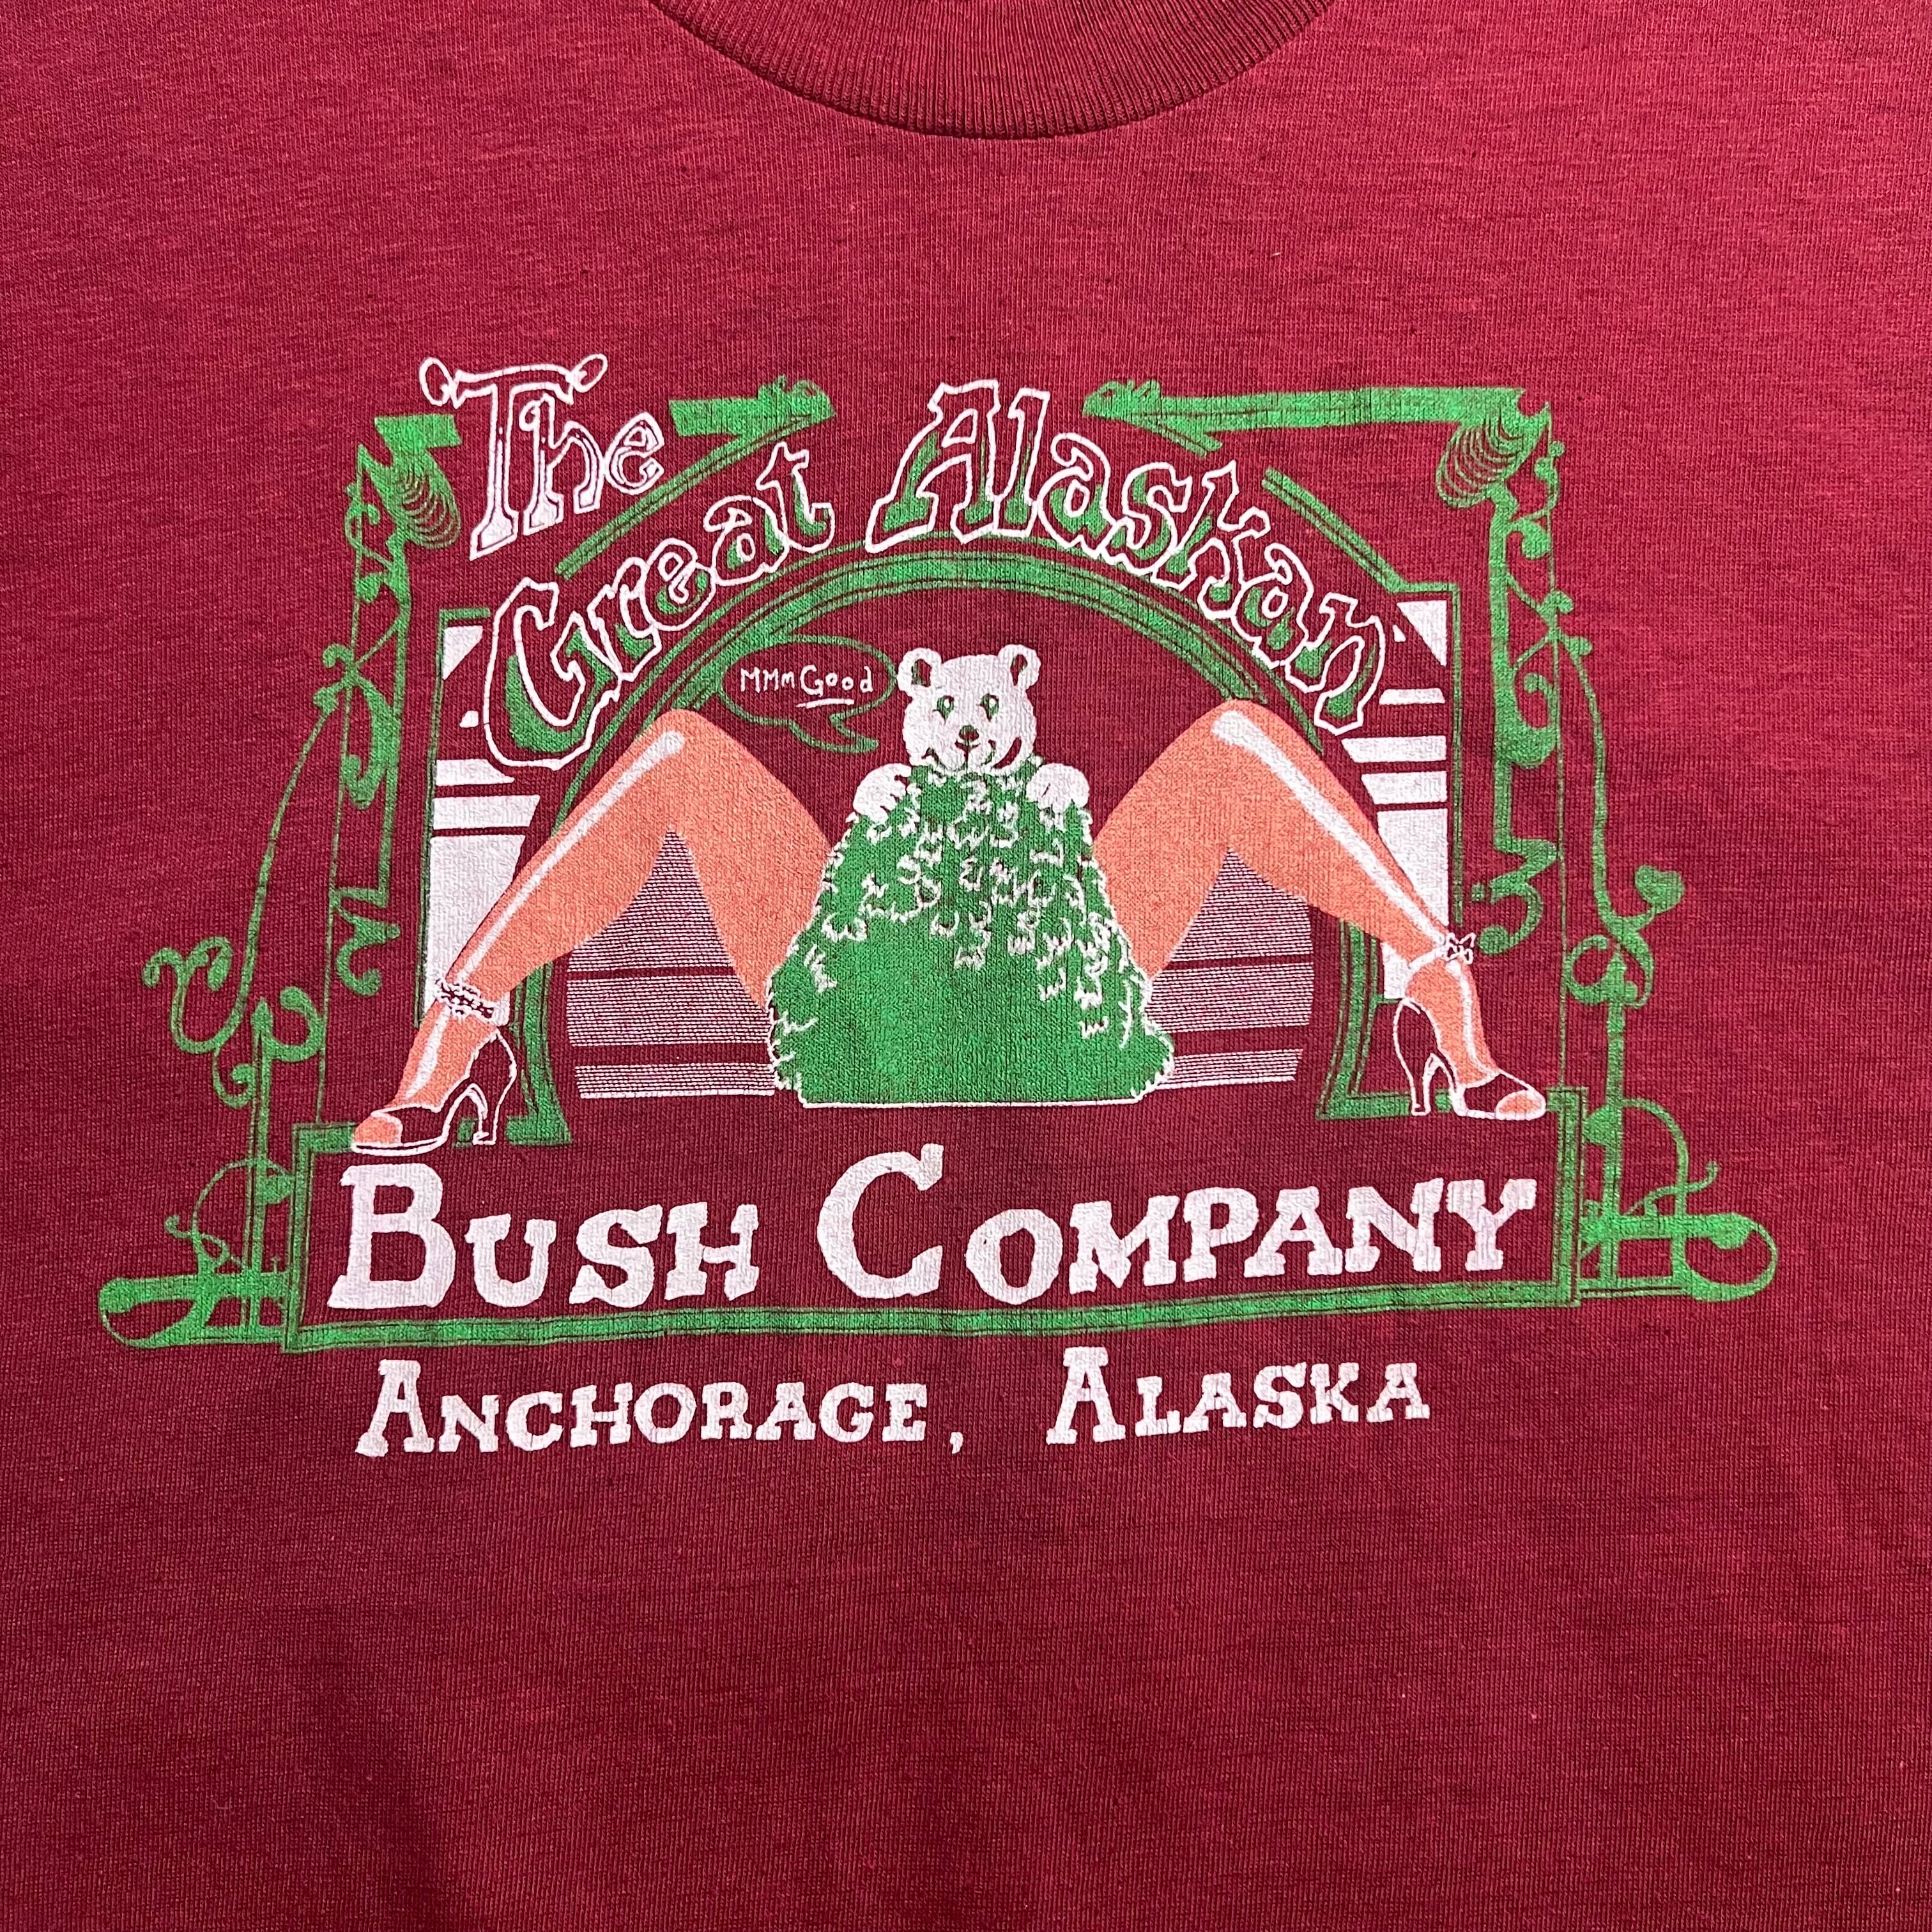 The
Great Alaskan
MMm Good
BUSH COMPANY
ANCHORAGE, ALASKA